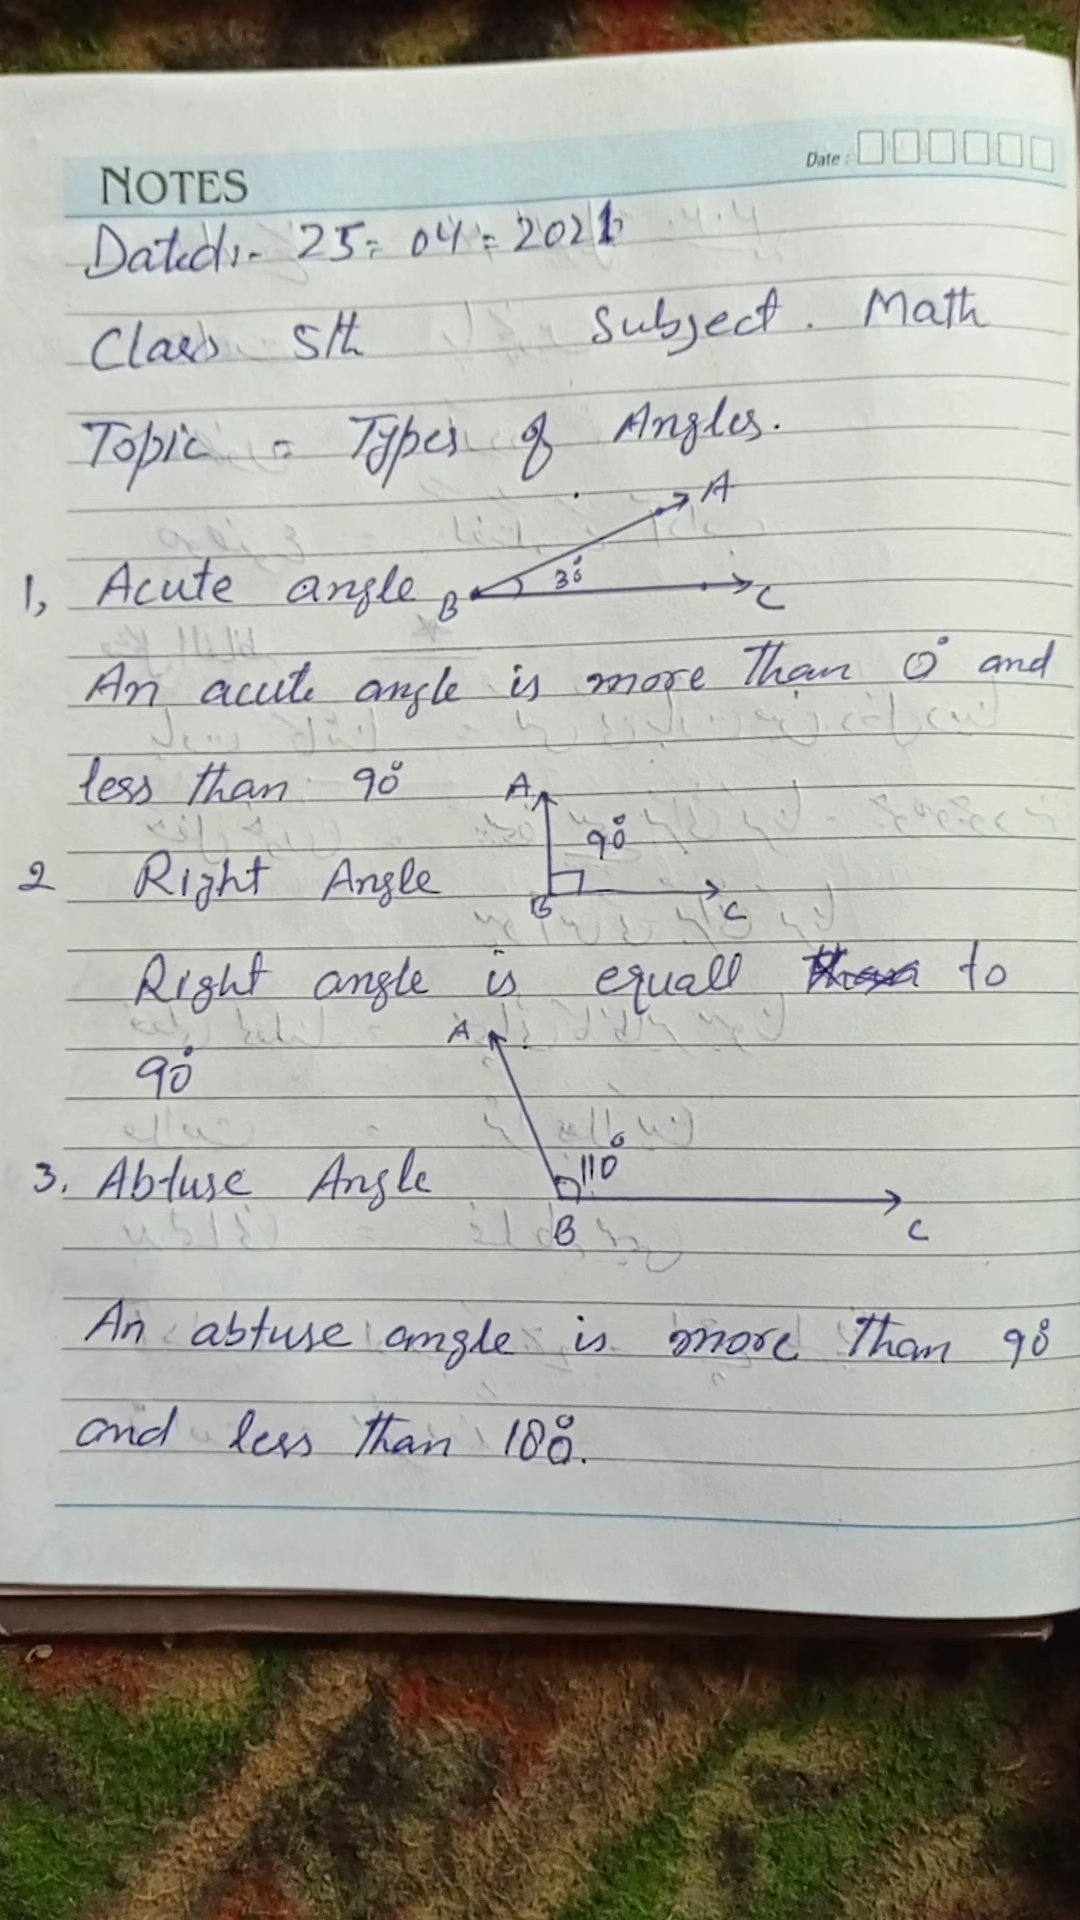 NOTES
Date :
Dated:- 25-04-2021
Class 5th Subject. Math
Topic = Types of Angles.
A
1, Acute angle B 30° C
An acute angle is more than 0° and
less than 90° A
90°
2 Right Angle
B C
Right angle is equall to
A
90°
110°
3. Abtuse Angle
B C
An abtuse angle is more than 90°
and less than 180°.